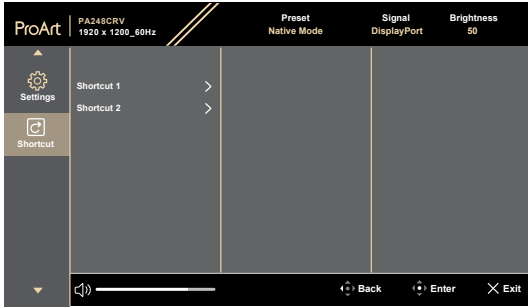 ProArt
PA248CRV
1920 x 1200_60Hz
Preset
Native Mode
Signal
DisplayPort
Brightness
50
Settings
Shortcut
Shortcut 1
Shortcut 2
Back
Enter
Exit